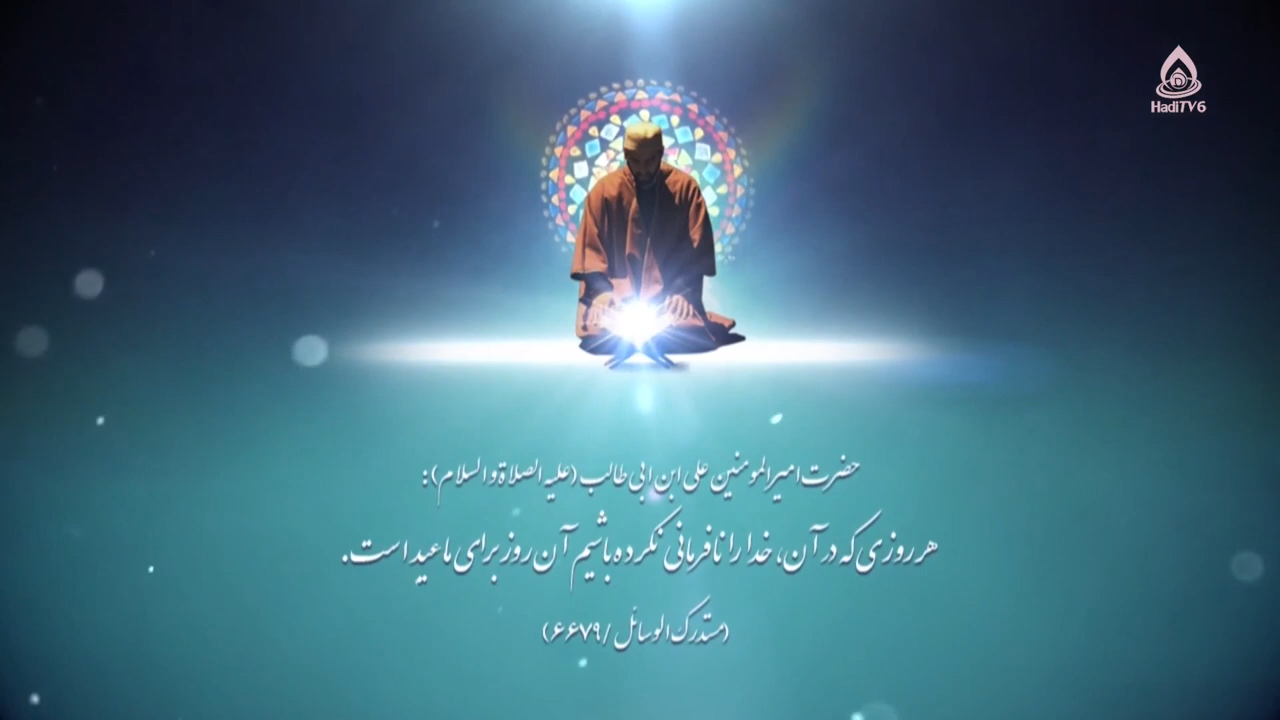 HadiTV6
حضرت امیرالمومنین علی ابن ابی طالب (علیه الصلاة و السلام):
هر روزی که در آن، خدا را نافرمانی نکرده باشیم آن روز برای ما عید است.
(مستدرک الوسائل /۶۶۷۹)